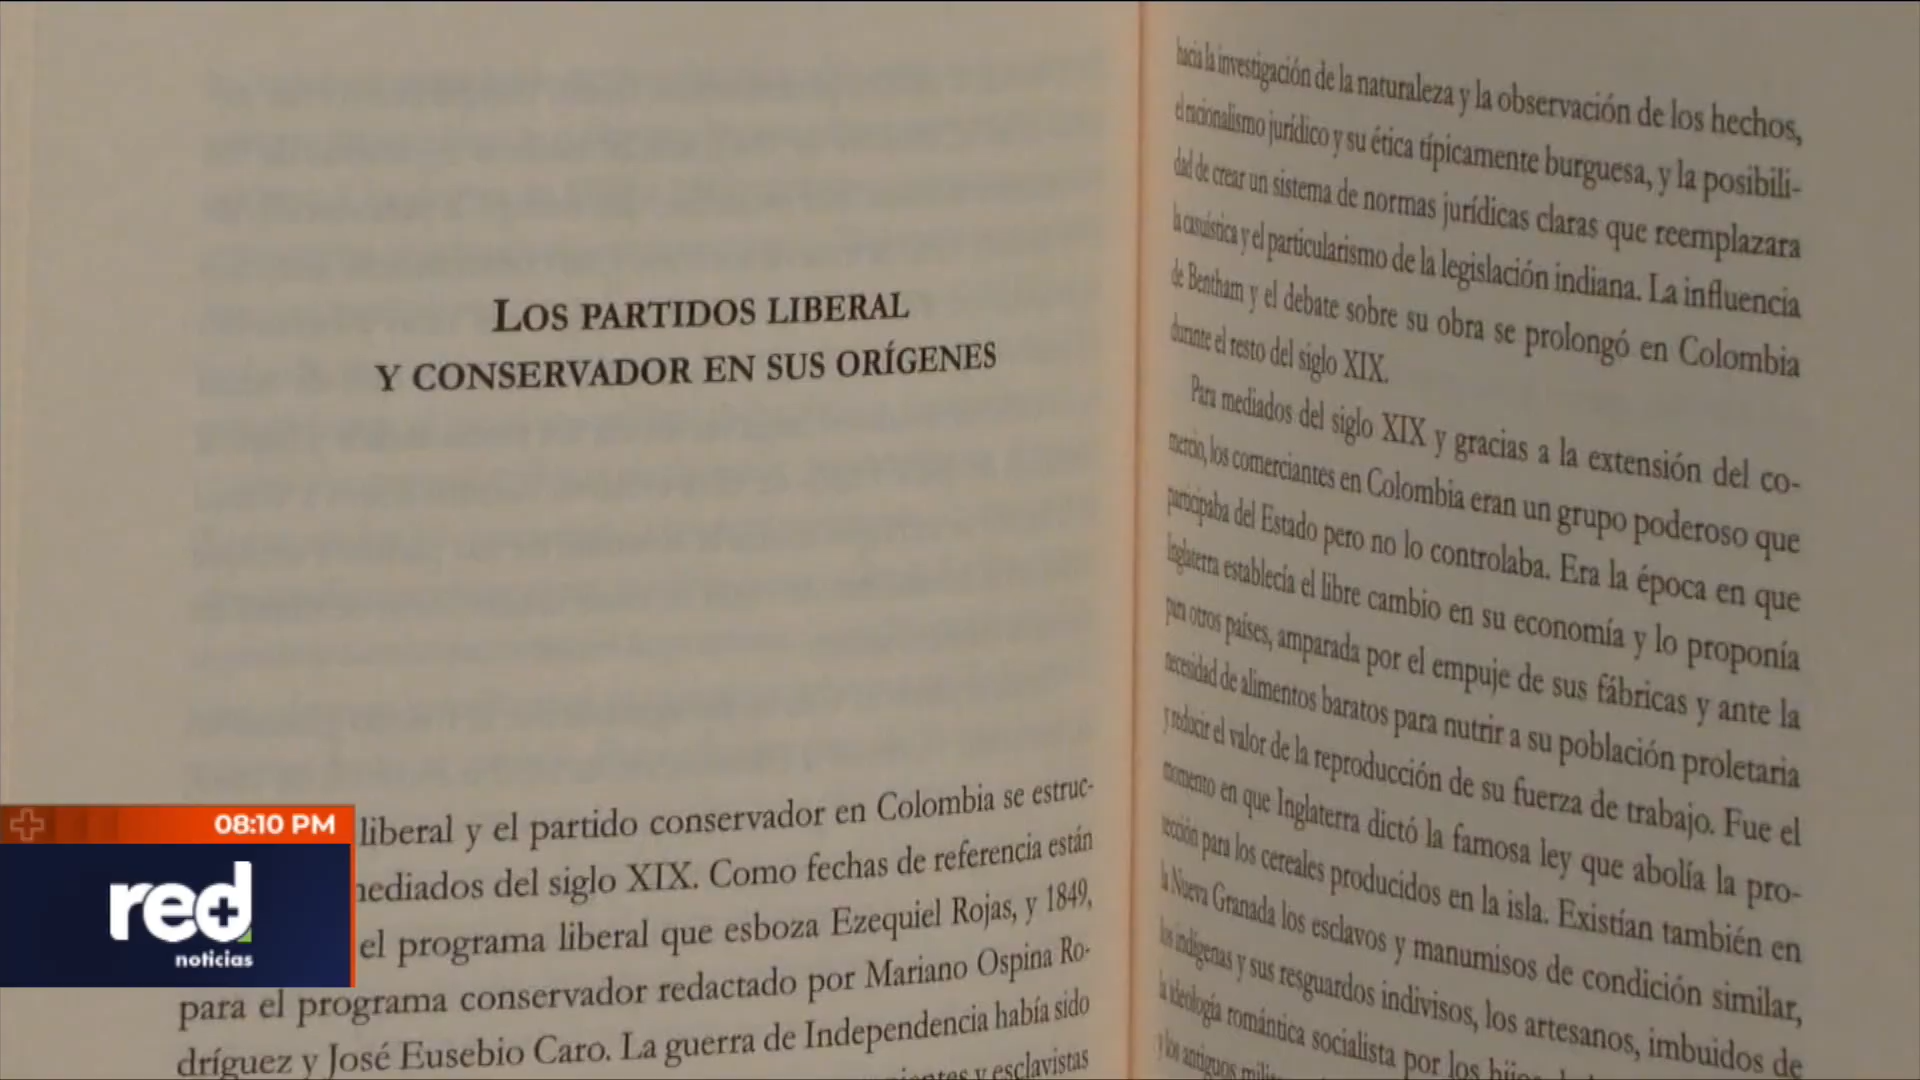 LOS PARTIDOS LIBERAL
Y CONSERVADOR EN SUS ORÍGENES
liberal y el partido conservador en Colombia se estruc-
mediados del siglo XIX. Como fechas de referencia están
el programa liberal que esboza Ezequiel Rojas, y 1849,
para el programa conservador redactado por Mariano Ospina Ro-
dríguez y José Eusebio Caro. La guerra de Independencia había sido
y esclavistas
hacia la investigación de la naturaleza y la observación de los hechos,
el racionalismo jurídico y su ética típicamente burguesa, y la posibili-
dad de crear un sistema de normas jurídicas claras que reemplazara
la casuística y el particularismo de la legislación indiana. La influencia
de Bentham y el debate sobre su obra se prolongó en Colombia
durante el resto del siglo XIX.
Para mediados del siglo XIX y gracias a la extensión del co-
mercio, los comerciantes en Colombia eran un grupo poderoso que
participaba del Estado pero no lo controlaba. Era la época en que
Inglaterra establecía el libre cambio en su economía y lo proponía
para otros países, amparada por el empuje de sus fábricas y ante la
necesidad de alimentos baratos para nutrir a su población proletaria
y reducir el valor de la reproducción de su fuerza de trabajo. Fue el
momento en que Inglaterra dictó la famosa ley que abolía la pro-
tección para los cereales producidos en la isla. Existían también en
la Nueva Granada los esclavos y manumisos de condición similar,
los indígenas y sus resguardos indivisos, los artesanos, imbuidos de
la ideología romántica socialista por los
y los antiguos
08:10 PM
red+
noticias